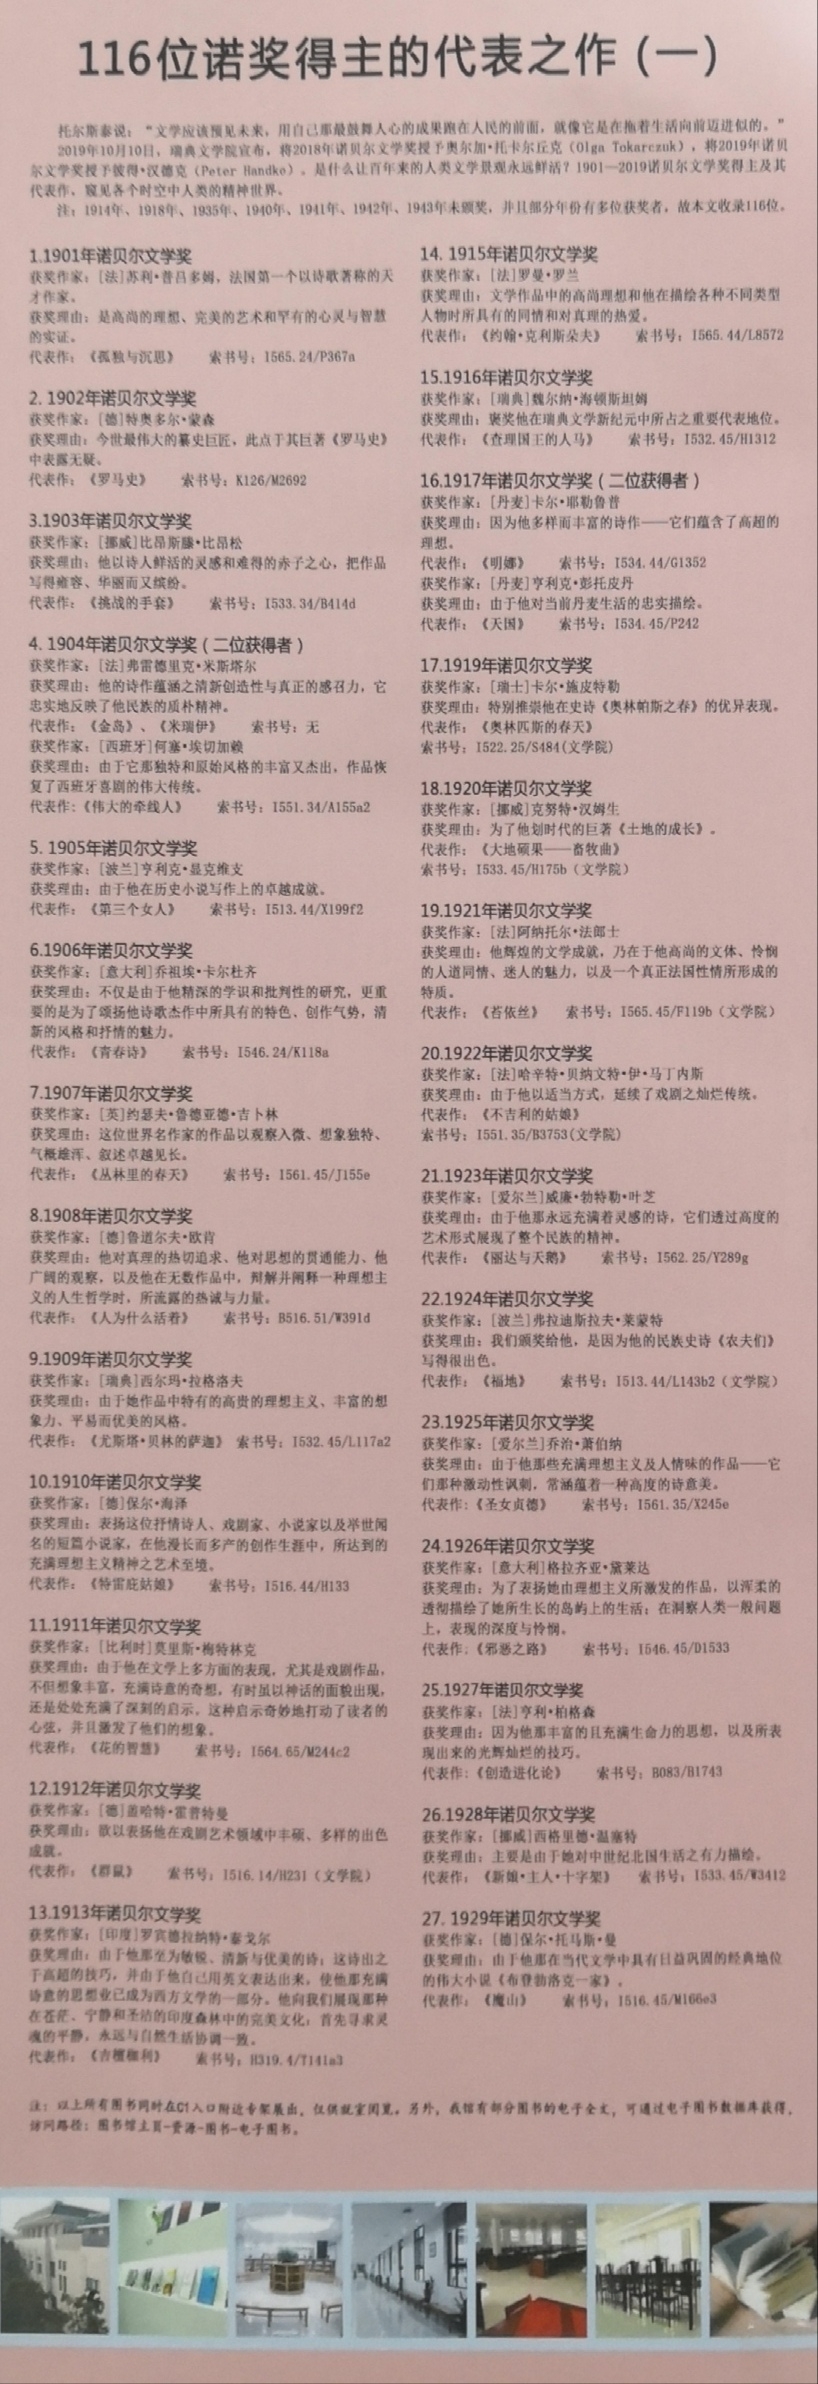 116位诺奖得主的代表之作（一）
托尔斯泰说：“文学应该预见未来，用自己那最鼓舞人心的成果跑在人民的前面，就像它是在拖着生活向前迈进似的。”
2019年10月10日，瑞典文学院宣布，将2018年诺贝尔文学奖授予奥尔加•托卡尔丘克（Olga Tokarczuk），将2019年诺贝
尔文学奖授予彼得•汉德克（Peter Handko）。是什么让百年来的人类文学景观永远鲜活？1901—2019诺贝尔文学奖得主及其
代表作，窥见各个时空中人类的精神世界。
注：1914年、1918年、1935年、1940年、1941年、1942年、1943年未颁奖，并且部分年份有多位获奖者，故本文收录116位。
1.1901年诺贝尔文学奖
获奖作家：[法]苏利•普吕多姆，法国第一个以诗歌著称的天
才作家。
获奖理由：是高尚的理想、完美的艺术和罕有的心灵与智慧
的实证。
代表作：《孤独与沉思》 索书号：I565.24/P367a
2. 1902年诺贝尔文学奖
获奖作家：[德]特奥多尔•蒙森
获奖理由：今世最伟大的纂史巨匠，此点于其巨著《罗马史》
中表露无疑。
代表作：《罗马史》 索书号：K126/M2692
3.1903年诺贝尔文学奖
获奖作家：[挪威]比昂斯滕•比昂松
获奖理由：他以诗人鲜活的灵感和难得的赤子之心，把作品
写得雍容、华丽而又缤纷。
代表作：《挑战的手套》 索书号：I533.34/B414d
4. 1904年诺贝尔文学奖（二位获得者）
获奖作家：[法]弗雷德里克•米斯塔尔
获奖理由：他的诗作蕴涵之清新创造性与真正的感召力，它
忠实地反映了他民族的质朴精神。
代表作：《金岛》、《米瑞伊》 索书号：无
获奖作家：[西班牙]何塞•埃切加赖
获奖理由：由于它那独特和原始风格的丰富又杰出，作品恢
复了西班牙喜剧的伟大传统。
代表作：《伟大的牵线人》 索书号：I551.34/A155a2
5. 1905年诺贝尔文学奖
获奖作家：[波兰]亨利克•显克维支
获奖理由：由于他在历史小说写作上的卓越成就。
代表作：《第三个女人》 索书号：I513.44/X199f2
6.1906年诺贝尔文学奖
获奖作家：[意大利]乔祖埃•卡尔杜齐
获奖理由：不仅是由于他精深的学识和批判性的研究，更重
要的是为了颂扬他诗歌杰作中所具有的特色、创作气势，清
新的风格和抒情的魅力。
代表作：《青春诗》 索书号：I546.24/K118a
7.1907年诺贝尔文学奖
获奖作家：[英]约瑟夫•鲁德亚德•吉卜林
获奖理由：这位世界名作家的作品以观察入微、想象独特、
气概雄浑、叙述卓越见长。
代表作：《丛林里的春天》 索书号：I561.45/J155e
8.1908年诺贝尔文学奖
获奖作家：[德]鲁道尔夫•欧肯
获奖理由：他对真理的热切追求、他对思想的贯通能力、他
广阔的观察，以及他在无数作品中，辩解并阐释一种理想主
义的人生哲学时，所流露的热诚与力量。
代表作：《人为什么活着》 索书号：B516.51/W391d
9.1909年诺贝尔文学奖
获奖作家：[瑞典]西尔玛•拉格洛夫
获奖理由：由于她作品中特有的高贵的理想主义、丰富的想
象力、平易而优美的风格。
代表作：《尤斯塔•贝林的萨迦》 索书号：I532.45/L117a2
10.1910年诺贝尔文学奖
获奖作家：[德]保尔•海泽
获奖理由：表扬这位抒情诗人、戏剧家、小说家以及举世闻
名的短篇小说家，在他漫长而多产的创作生涯中，所达到的
充满理想主义精神之艺术至境。
代表作：《特雷庇姑娘》 索书号：I516.44/H133
11.1911年诺贝尔文学奖
获奖作家：[比利时]莫里斯•梅特林克
获奖理由：由于他在文学上多方面的表现，尤其是戏剧作品，
不但想象丰富，充满诗意的奇想，有时虽以神话的面貌出现，
还是处处充满了深刻的启示。这种启示奇妙地打动了读者的
心弦，并且激发了他们的想象。
代表作：《花的智慧》 索书号：I564.65/M244c2
12.1912年诺贝尔文学奖
获奖作家：[德]盖哈特•霍普特曼
获奖理由：欲以表扬他在戏剧艺术领域中丰硕、多样的出色
成就。
代表作：《群鼠》 索书号：I516.14/H231（文学院）
13.1913年诺贝尔文学奖
获奖作家：[印度]罗宾德拉纳特•泰戈尔
获奖理由：由于他那至为敏锐、清新与优美的诗；这诗出之
于高超的技巧，并由于他自己用英文表达出来，使他那充满
诗意的思想业已成为西方文学的一部分。他向我们展现那种
在苍茫、宁静和圣洁的印度森林中的完美文化：首先寻求灵
魂的平静，永远与自然生活协调一致。
代表作：《吉檀枷利》 索书号：H319.4/T141a3
14. 1915年诺贝尔文学奖
获奖作家：[法]罗曼•罗兰
获奖理由：文学作品中的高尚理想和他在描绘各种不同类型
人物时所具有的同情和对真理的热爱。
代表作：《约翰•克利斯朵夫》 索书号：I565.44/L8572
15.1916年诺贝尔文学奖
获奖作家：[瑞典]魏尔纳•海顿斯坦姆
获奖理由：褒奖他在瑞典文学新纪元中所占之重要代表地位。
代表作：《查理国王的人马》 索书号：I532.45/H1312
16.1917年诺贝尔文学奖（二位获得者）
获奖作家：[丹麦]卡尔•耶勒鲁普
获奖理由：因为他多样而丰富的诗作——它们蕴含了高超的
理想。
代表作：《明娜》 索书号：I534.44/G1352
获奖作家：[丹麦]亨利克•彭托皮丹
获奖理由：由于他对当前丹麦生活的忠实描绘。
代表作：《天国》 索书号：I534.45/P242
17.1919年诺贝尔文学奖
获奖作家：[瑞士]卡尔•施皮特勒
获奖理由：特别推崇他在史诗《奥林帕斯之春》的优异表现。
代表作：《奥林匹斯的春天》
索书号：I522.25/S484(文学院)
18.1920年诺贝尔文学奖
获奖作家：[挪威]克努特•汉姆生
获奖理由：为了他划时代的巨著《土地的成长》。
代表作：《大地硕果——畜牧曲》
索书号：I533.45/H175b（文学院）
19.1921年诺贝尔文学奖
获奖作家：[法]阿纳托尔•法郎士
获奖理由：他辉煌的文学成就，乃在于他高尚的文体、怜悯
的人道同情、迷人的魅力，以及一个真正法国性情所形成的
特质。
代表作：《苔依丝》 索书号：I565.45/F119b（文学院）
20.1922年诺贝尔文学奖
获奖作家：[法]哈辛特•贝纳文特•伊•马丁内斯
获奖理由：由于他以适当方式，延续了戏剧之灿烂传统。
代表作：《不吉利的姑娘》
索书号：I551.35/B3753(文学院)
21.1923年诺贝尔文学奖
获奖作家：[爱尔兰]威廉•勃特勒•叶芝
获奖理由：由于他那永远充满着灵感的诗，它们透过高度的
艺术形式展现了整个民族的精神。
代表作：《丽达与天鹅》 索书号：I562.25/Y289g
22.1924年诺贝尔文学奖
获奖作家：[波兰]弗拉迪斯拉夫•莱蒙特
获奖理由：我们颁奖给他，是因为他的民族史诗《农夫们》
写得很出色。
代表作：《福地》 索书号：I513.44/L143b2（文学院）
23.1925年诺贝尔文学奖
获奖作家：[爱尔兰]乔治•萧伯纳
获奖理由：由于他那些充满理想主义及人情味的作品——它
们那种激动性讽刺，常涵蕴着一种高度的诗意美。
代表作：《圣女贞德》 索书号：I561.35/X245e
24.1926年诺贝尔文学奖
获奖作家：[意大利]格拉齐亚•黛莱达
获奖理由：为了表扬她由理想主义所激发的作品，以浑柔的
透彻描绘了她所生长的岛屿上的生活；在洞察人类一般问题
上，表现的深度与怜悯。
代表作：《邪恶之路》 索书号：I546.45/D1533
25.1927年诺贝尔文学奖
获奖作家：[法]亨利•柏格森
获奖理由：因为他那丰富的且充满生命力的思想，以及所表
现出来的光辉灿烂的技巧。
代表作：《创造进化论》 索书号：B083/B1743
26.1928年诺贝尔文学奖
获奖作家：[挪威]西格里德•温塞特
获奖理由：主要是由于她对中世纪北国生活之有力描绘。
代表作：《新娘•主人•十字架》 索书号：I533.45/W3412
27. 1929年诺贝尔文学奖
获奖作家：[德]保尔•托马斯•曼
获奖理由：由于他那在当代文学中具有日益巩固的经典地位
的伟大小说《布登勃洛克一家》。
代表作：《魔山》 索书号：I516.45/M166e3
注：以上所有图书同时在C1入口附近专架展出，仅供就室阅览。另外，我馆有部分图书的电子全文，可通过电子图书数据库获得，
访问路径：图书馆主页-资源-图书-电子图书。